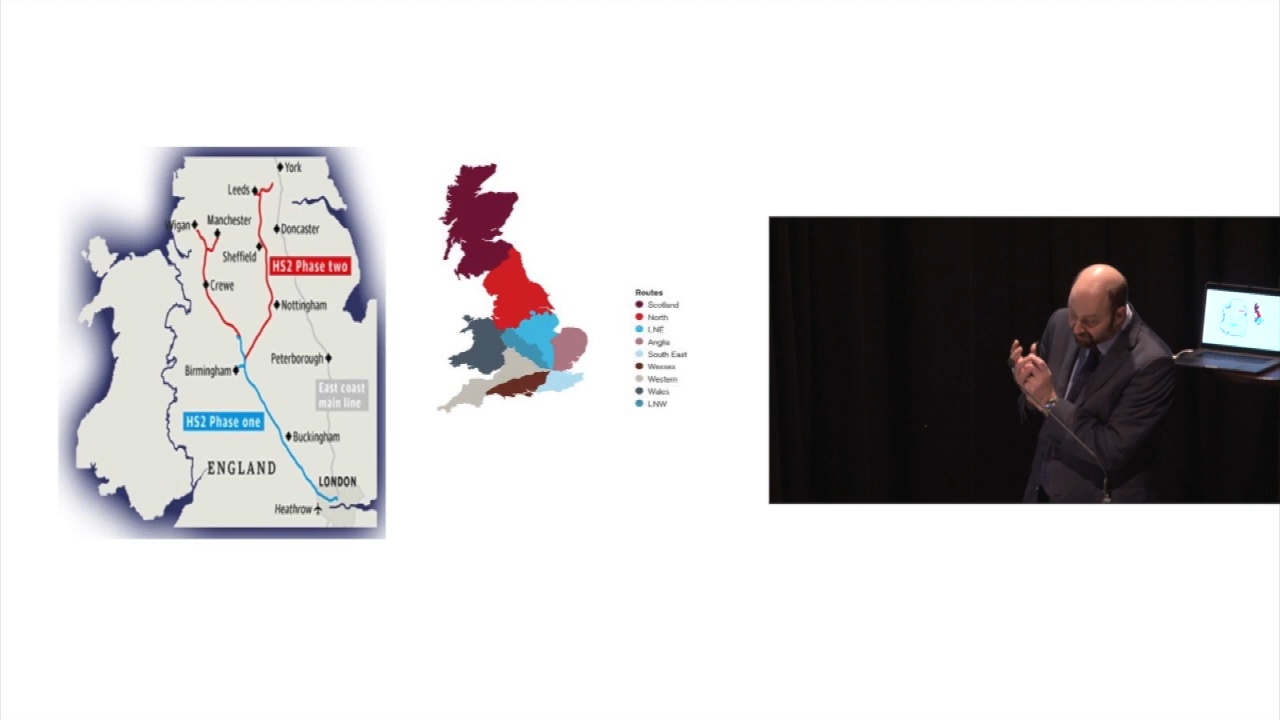 York
Leeds
Manchester
Wigan
Doncaster
Sheffield
HS2 Phase two
Crewe
Nottingham
Peterborough
Birmingham
East coast
main line
HS2 Phase one
Buckingham
ENGLAND
LONDON
Heathrow
Routes
Scotland
North
LNE
Anglia
South East
Wessex
Western
Wales
LNW